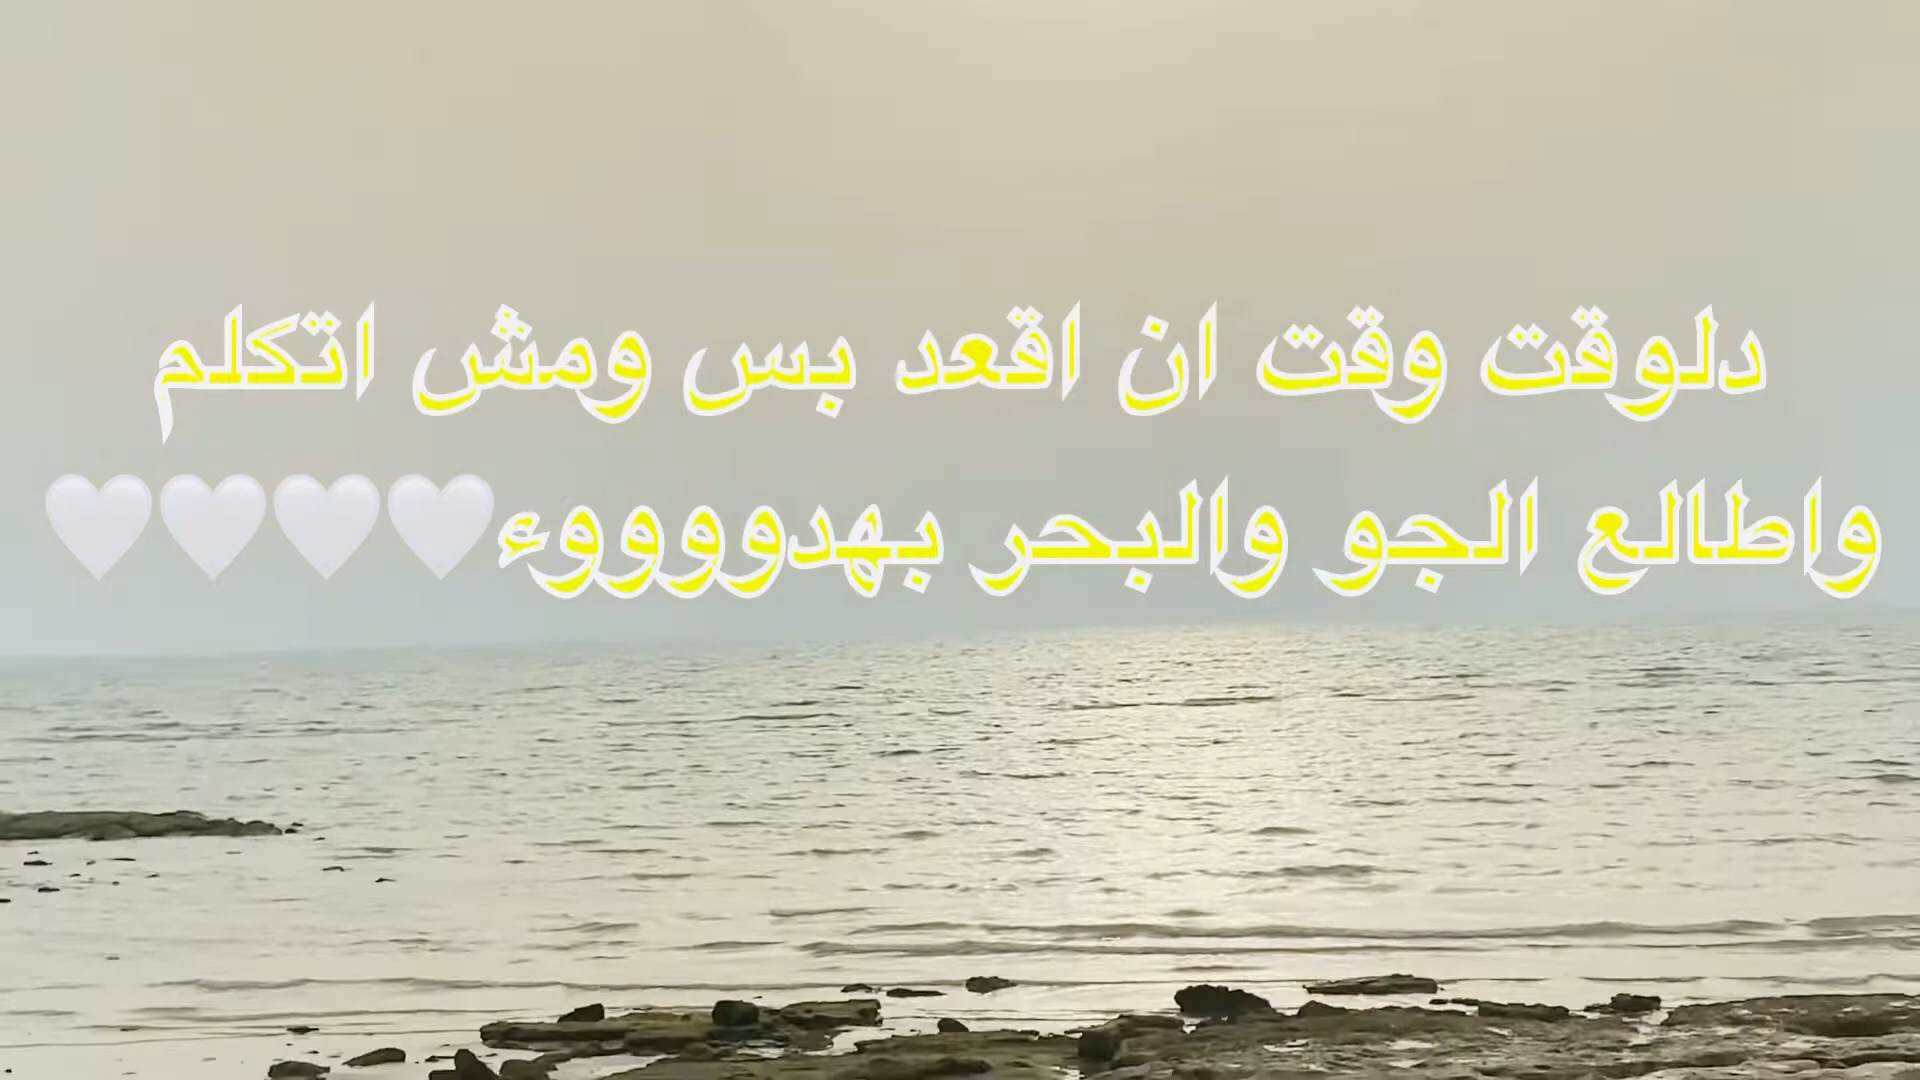 دلوقت وقت ان اقعد بس ومش اتكلم
واطالع الجو والبحر بهدووووء🤍🤍🤍🤍